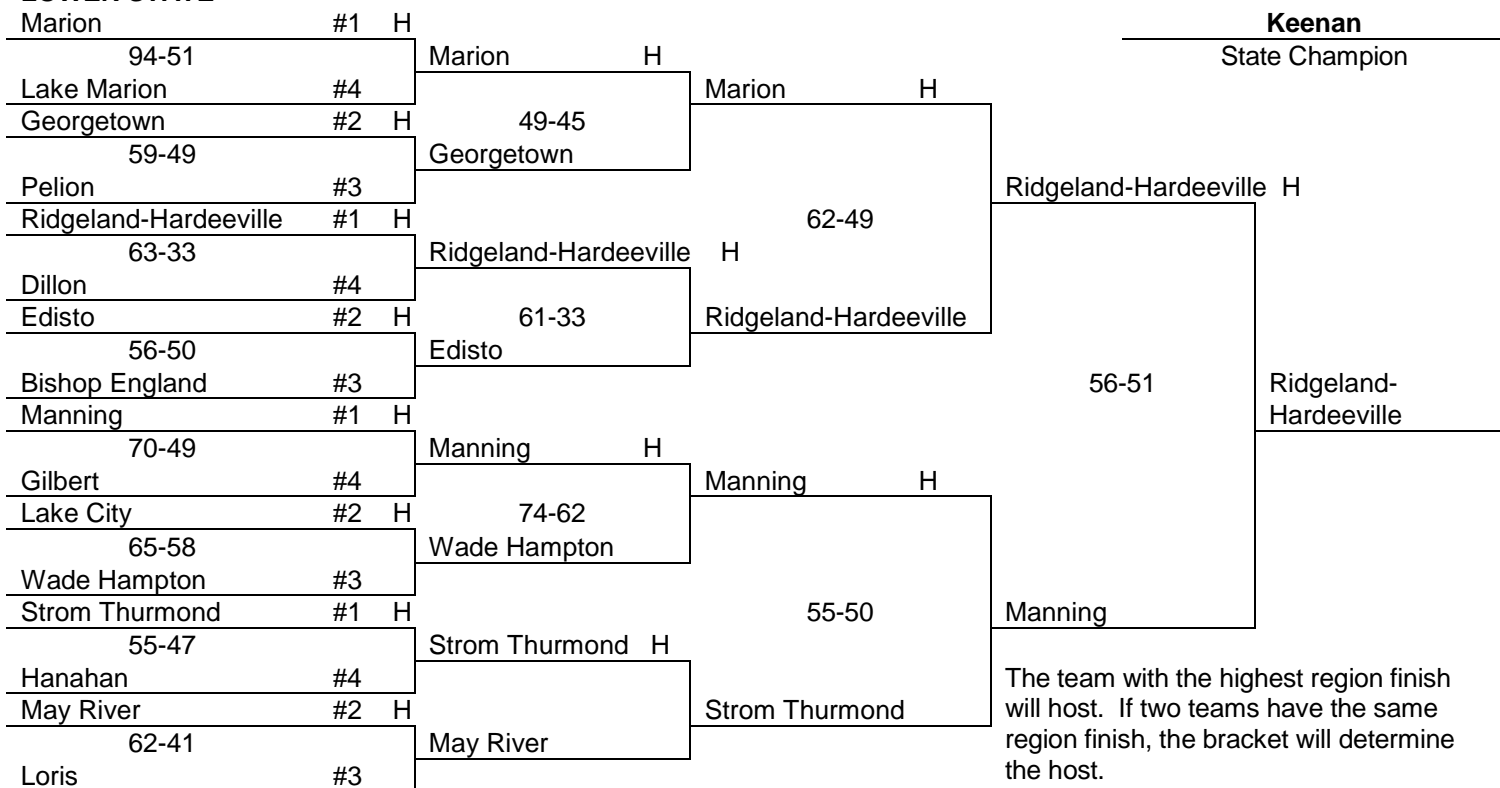 Marion #1 H
94-51
Lake Marion #4
Georgetown #2 H
59-49
Pelion #3
Ridgeland-Hardeeville #1 H
63-33
Dillon #4
Edisto #2 H
56-50
Bishop England #3
Manning #1 H
70-49
Gilbert #4
Lake City #2 H
65-58
Wade Hampton #3
Strom Thurmond #1 H
55-47
Hanahan #4
May River #2 H
62-41
Loris #3
Marion H
49-45
Georgetown
Ridgeland-Hardeeville H
61-33
Edisto
Manning H
74-62
Wade Hampton
Strom Thurmond H
May River
Marion H
62-49
Ridgeland-Hardeeville
Manning H
55-50
Strom Thurmond
Ridgeland-Hardeeville H
56-51
Manning
Ridgeland-
Hardeeville
Keenan
State Champion
The team with the highest region finish
will host. If two teams have the same
region finish, the bracket will determine
the host.